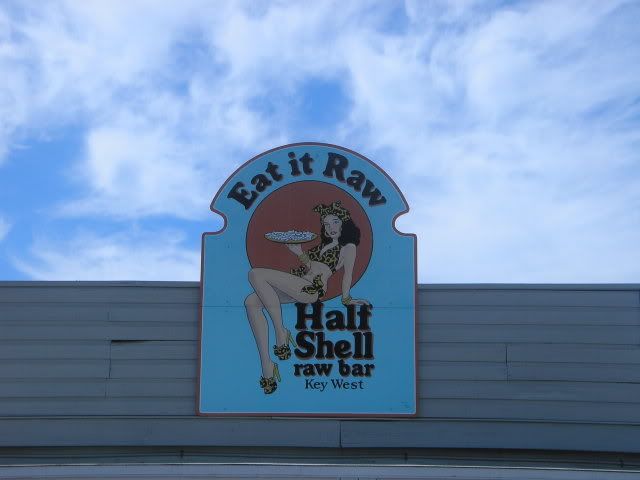 Eat it Raw
Half
Shell
raw bar
Key West